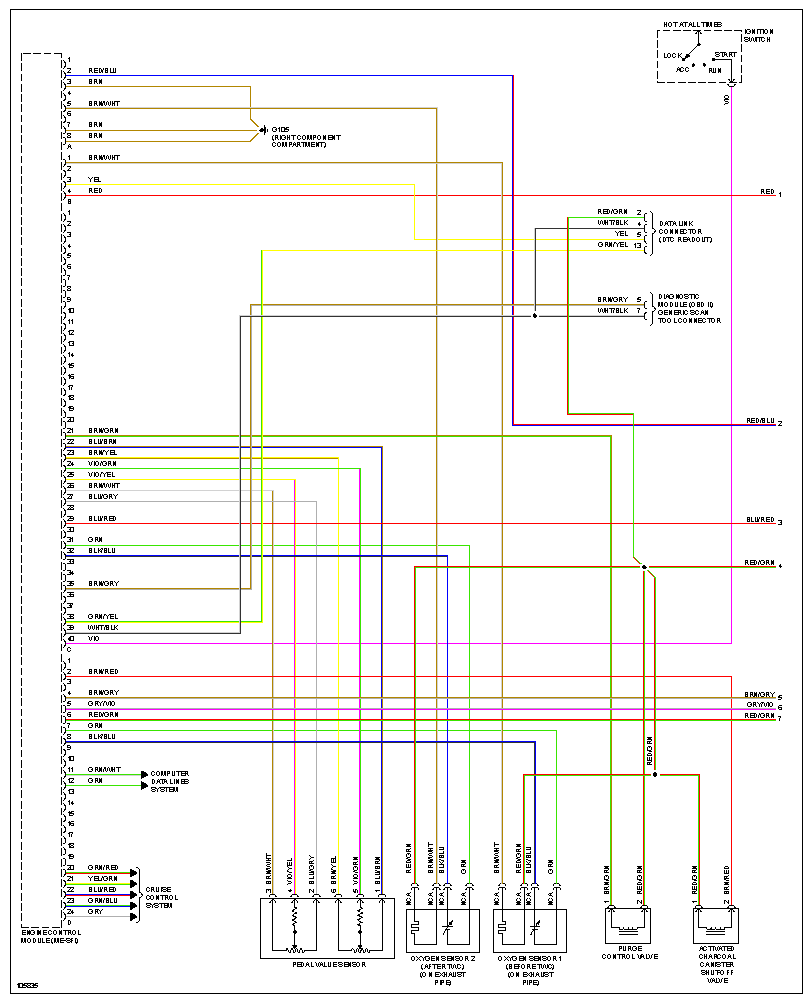 HOT AT ALL TIMES
IGNITION
SWITCH
LOCK
START
ACC
RUN
VIO
1
2 RED/BLU
3 BRN
4
5 BRN/WHT
6
7 BRN
8 BRN
A
G105
(RIGHT COMPONENT
COMPARTMENT)
1 BRN/WHT
2
3 YEL
4 RED
B
RED 1
RED/GRN 2
WHT/BLK 4
YEL 5
GRN/YEL 13
DATA LINK
CONNECTOR
(DTC READOUT)
BRN/GRY 5
WHT/BLK 7
DIAGNOSTIC
MODULE (OBD II)
GENERIC SCAN
TOOL CONNECTOR
1
2
3
4
5
6
7
8
9
10
11
12
13
14
15
16
17
18
19
20
21 BRN/GRN
22 BLU/BRN
23 BRN/YEL
24 VIO/GRN
25 VIO/YEL
26 BRN/WHT
27 BLU/GRY
28
29 BLU/RED
30
31 GRN
32 BLK/BLU
33
34
35 BRN/GRY
36
37
38 GRN/YEL
39 WHT/BLK
40 VIO
C
RED/BLU 2
BLU/RED 3
RED/GRN 4
1
2 BRN/RED
3
4 BRN/GRY
5 GRY/VIO
6 RED/GRN
7 GRN
8 BLK/BLU
9
10
11 GRN/WHT
12 GRN
13
14
15
16
17
18
19
20 GRN/RED
21 YEL/GRN
22 BLU/RED
23 GRN/BLU
24 GRY
D
BRN/GRY 5
GRY/VIO 6
RED/GRN 7
COMPUTER
DATA LINES
SYSTEM
CRUISE
CONTROL
SYSTEM
ENGINE CONTROL
MODULE (ME-SFI)
RED/GRN
3 BRN/WHT
4 VIO/YEL
2 BLU/GRY
6 BRN/YEL
5 VIO/GRN
1 BLU/BRN
PEDAL VALUE SENSOR
RED/GRN
BRN/WHT
BLK/BLU
GRN
NCA
NCA
NCA
NCA
OXYGEN SENSOR 2
(AFTER TWC)
(ON EXHAUST
PIPE)
BRN/WHT
RED/GRN
BLK/BLU
GRN
NCA
NCA
NCA
NCA
OXYGEN SENSOR 1
(BEFORE TWC)
(ON EXHAUST
PIPE)
1 BRN/GRN
2 RED/GRN
PURGE
CONTROL VALVE
1 RED/GRN
2 BRN/RED
ACTIVATED
CHARCOAL
CANISTER
SHUTOFF
VALVE